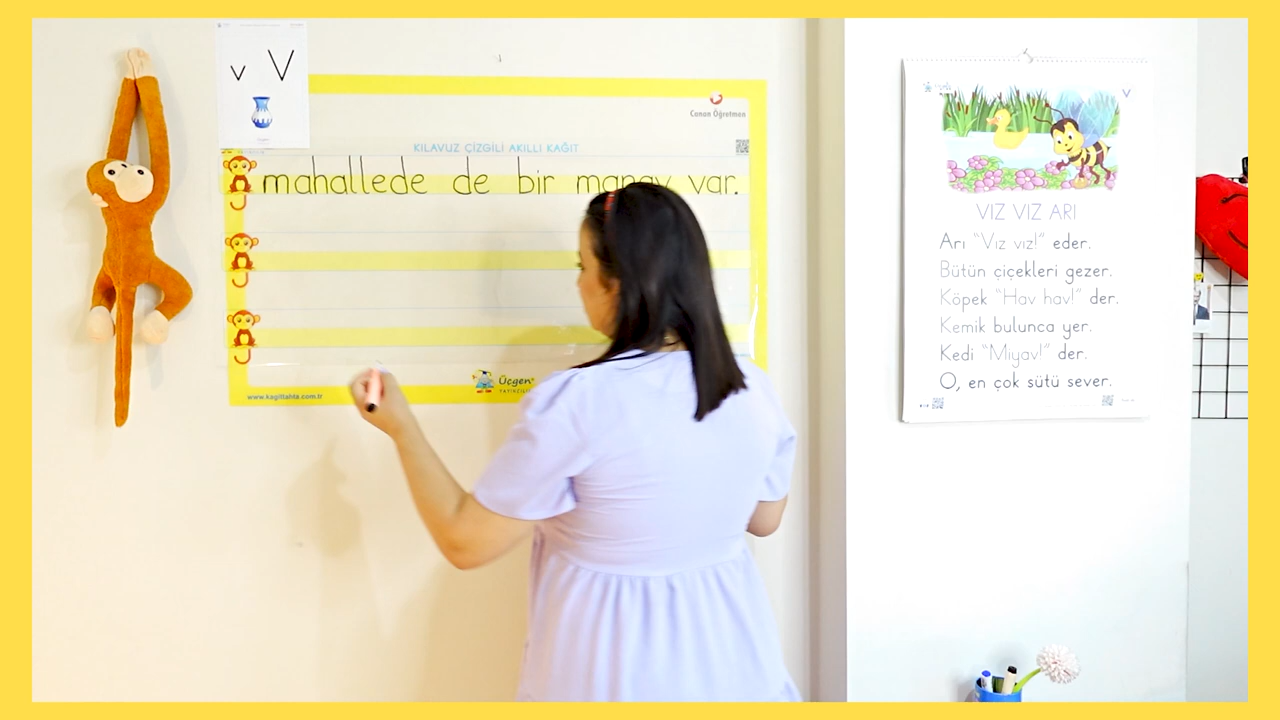 v V
Canan Öğretmen
KILAVUZ ÇİZGİLİ AKILLI KAĞIT
mahallede de bir manav var.
www.kagittahta.com.tr
Üçgen
YAYINCILIK
v
VIZ VIZ ARI
Arı "Vız vız!" eder.
Bütün çiçekleri gezer.
Köpek "Hav hav!" der.
Kemik bulunca yer.
Kedi "Miyav!" der.
O, en çok sütü sever.